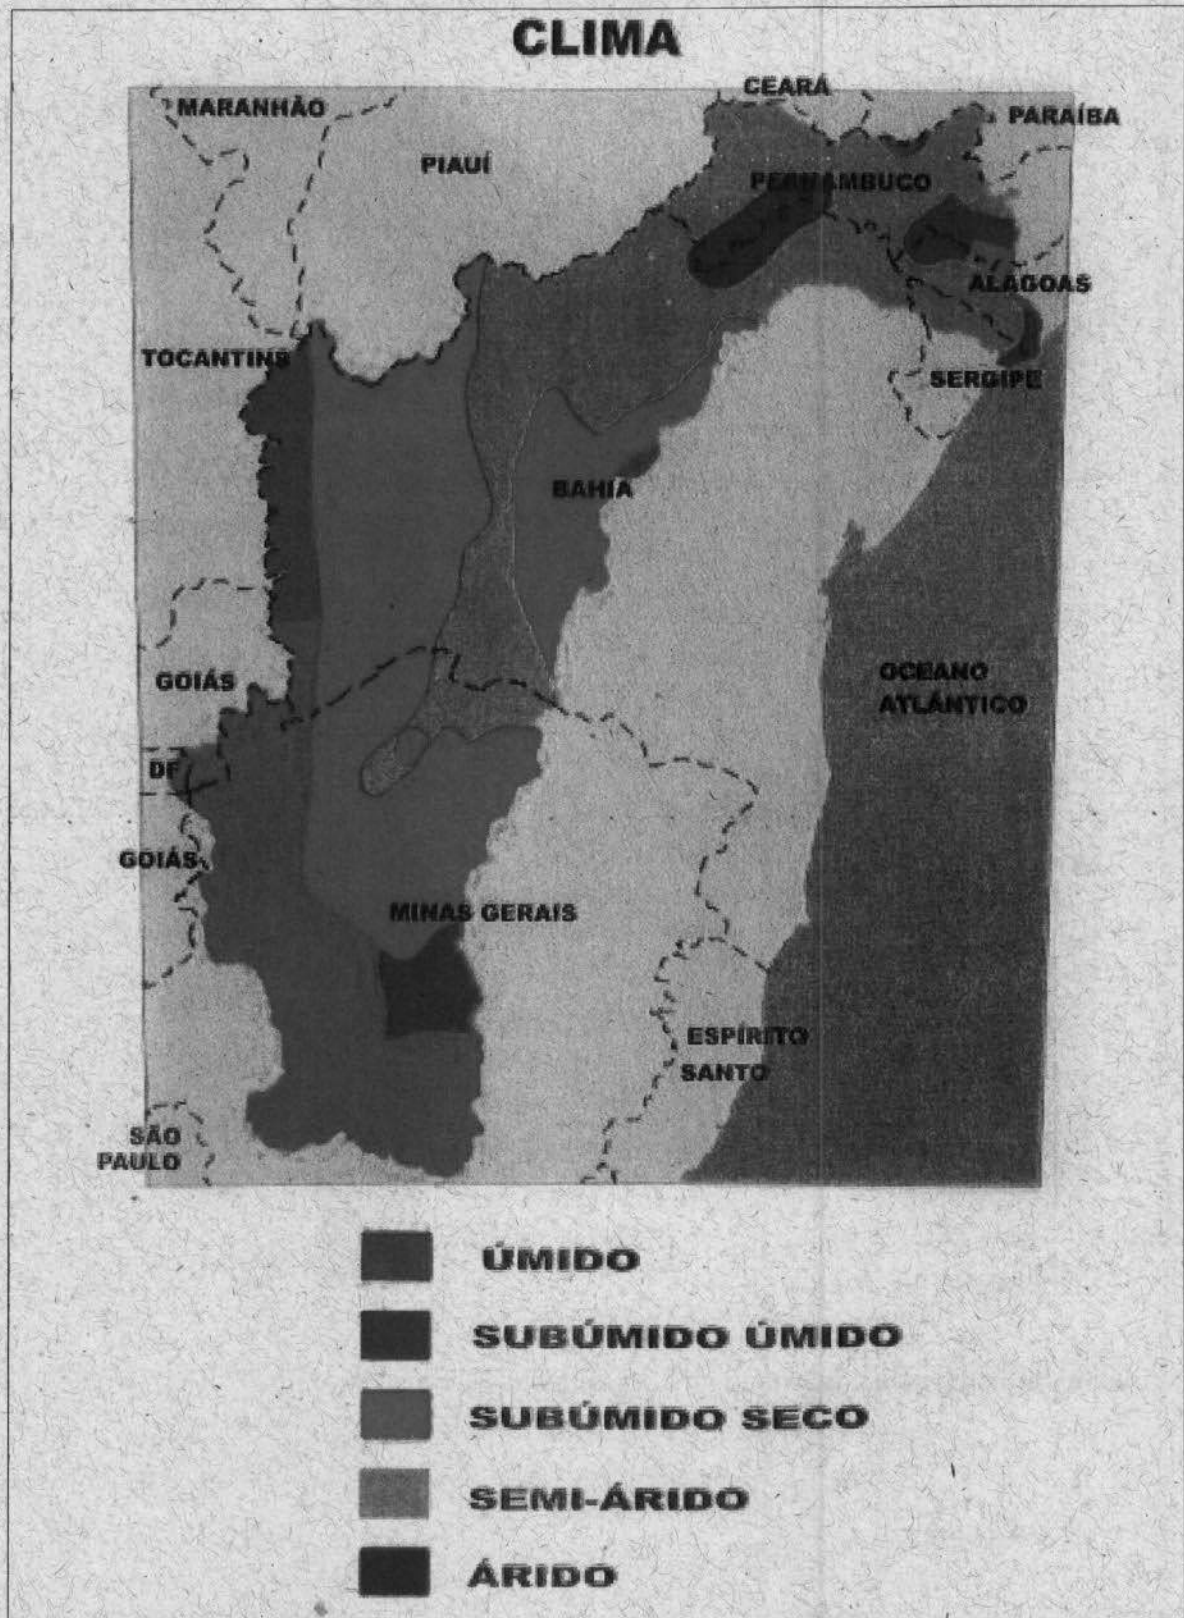 CLIMA
CEARÁ
MARANHÃO
PARAÍBA
PIAUÍ
PERNAMBUCO
ALAGOAS
TOCANTINS
SERGIPE
BAHIA
GOIÁS
OCEANO
ATLÂNTICO
DF
GOIÁS
MINAS GERAIS
ESPÍRITO
SANTO
SÃO
PAULO
ÚMIDO
SUBÚMIDO ÚMIDO
SUBÚMIDO SECO
SEMI-ÁRIDO
ÁRIDO